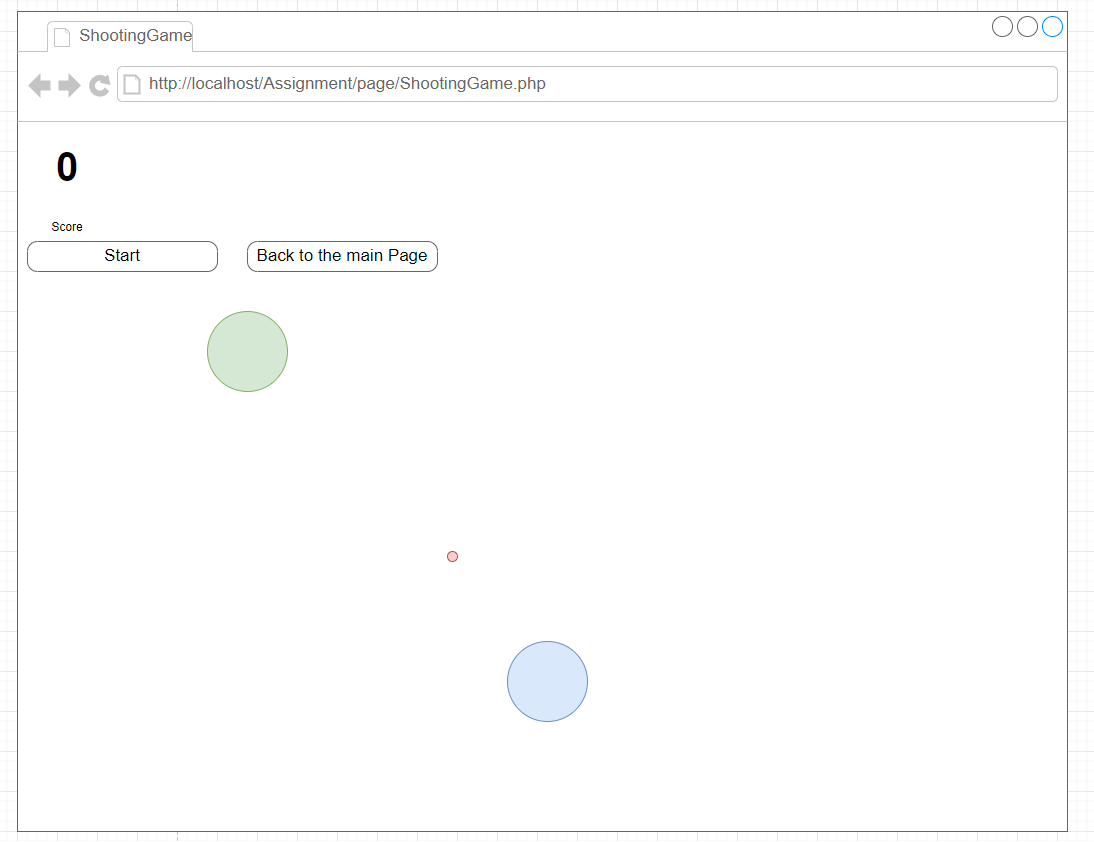 ShootingGame
http://localhost/Assignment/page/ShootingGame.php
0
Score
Start
Back to the main Page